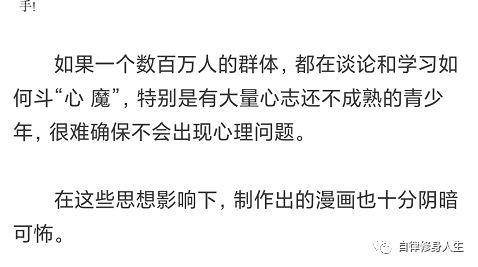 手!
如果一个数百万人的群体，都在谈论和学习如
何斗“心 魔”，特别是有大量心志还不成熟的青少
年，很难确保不会出现心理问题。
在这些思想影响下，制作出的漫画也十分阴暗
可怖。
自律修身人生